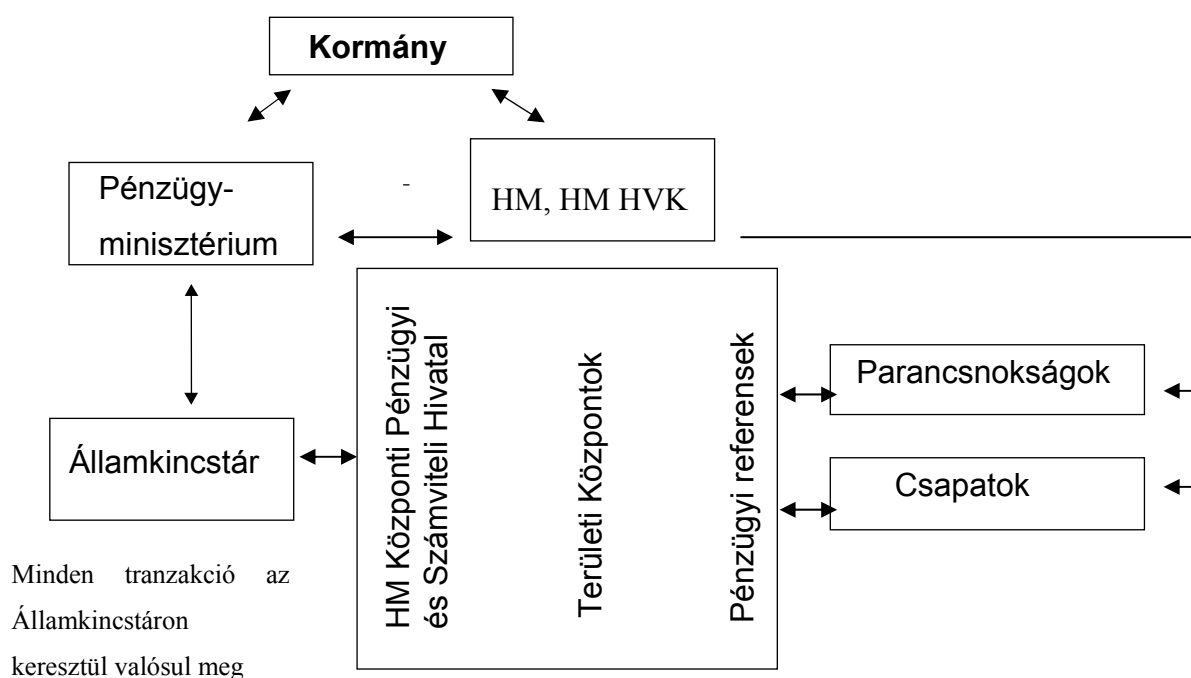 Kormány
Pénzügy-
minisztérium
-
HM, HM HVK
HM Központi Pénzügyi
és Számviteli Hivatal
Területi Központok
Pénzügyi referensek
Parancsnokságok
Államkincstár
Csapatok
Minden tranzakció az
Államkincstáron
keresztül valósul meg